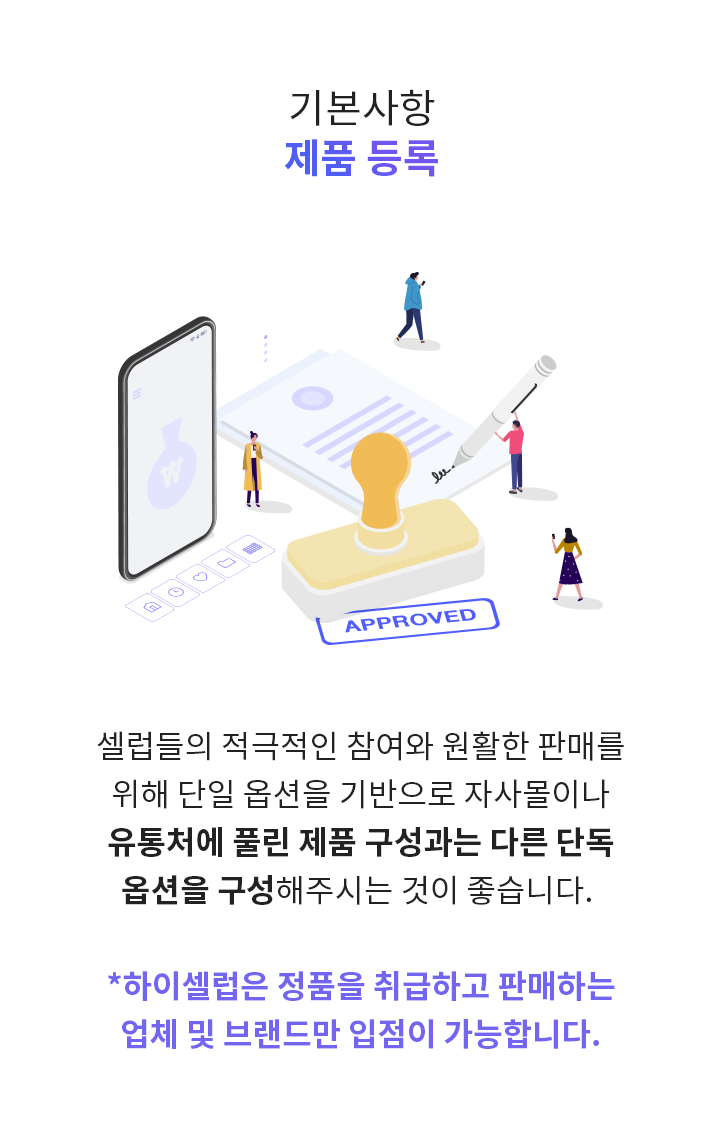 기본사항
제품 등록
₩
APPROVED
셀럽들의 적극적인 참여와 원활한 판매를
위해 단일 옵션을 기반으로 자사몰이나
유통처에 풀린 제품 구성과는 다른 단독
옵션을 구성해주시는 것이 좋습니다.
*하이셀럽은 정품을 취급하고 판매하는
업체 및 브랜드만 입점이 가능합니다.